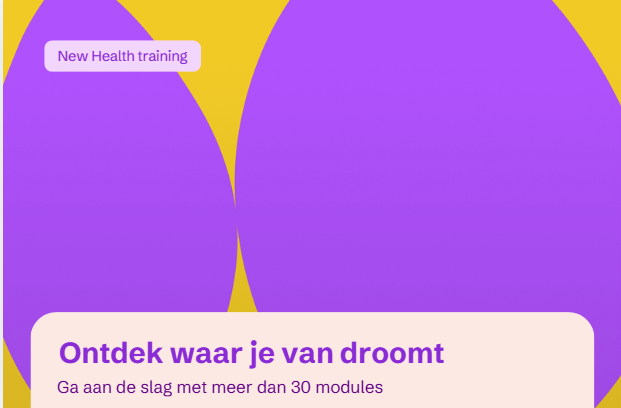 New Health training
Ontdek waar je van droomt
Ga aan de slag met meer dan 30 modules